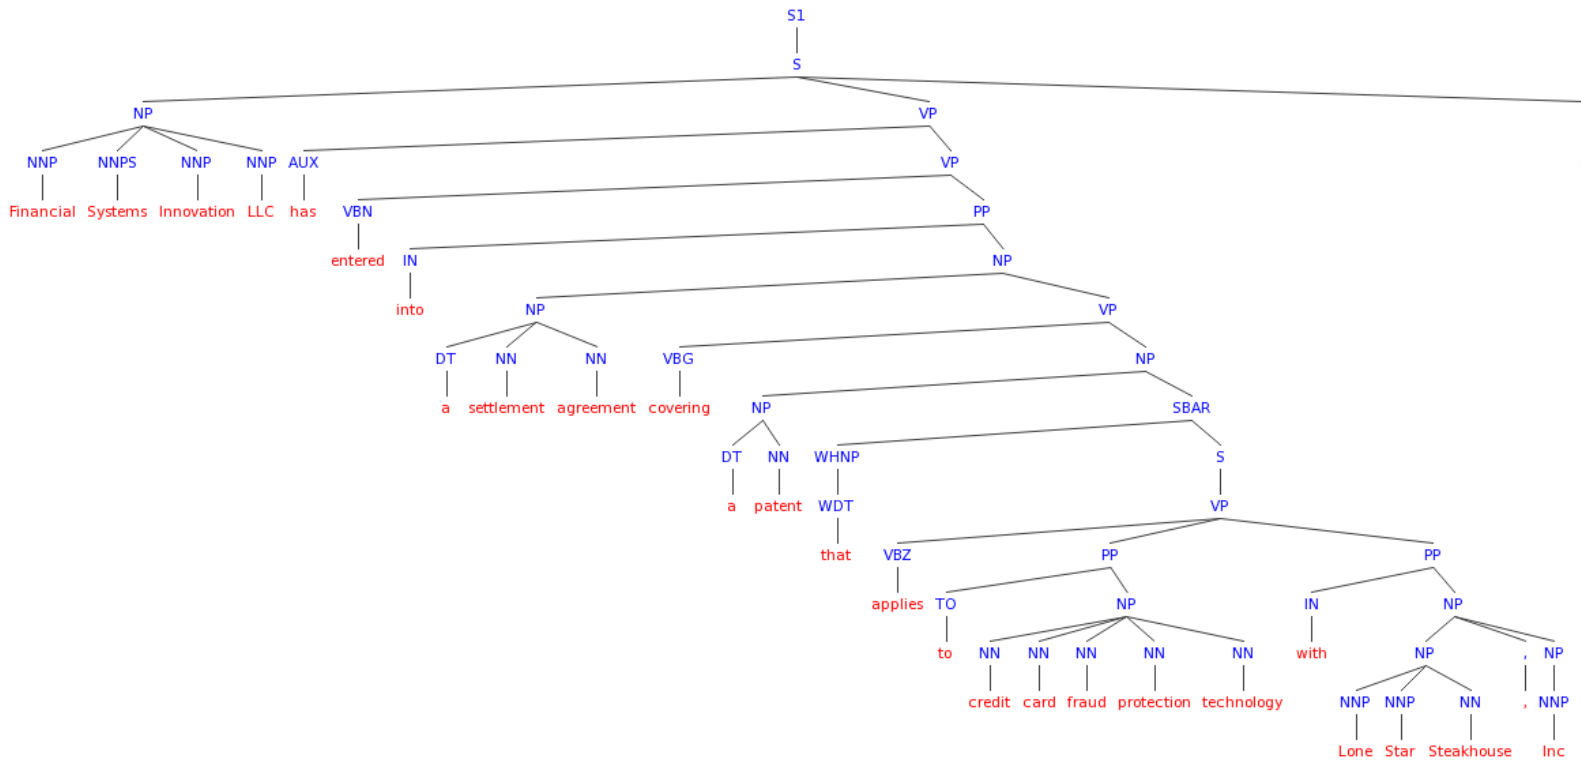 S1
S
NP VP
NNP NNPS NNP NNP AUX VP
Financial Systems Innovation LLC has VBN PP
entered IN NP
into NP VP
DT NN NN VBG NP
a settlement agreement covering NP SBAR
DT NN WHNP S
a patent WDT VP
that VBZ PP PP
applies TO NP IN NP
to NN NN NN NN NN with NP , NP
credit card fraud protection technology NNP NNP NN , NNP
Lone Star Steakhouse Inc